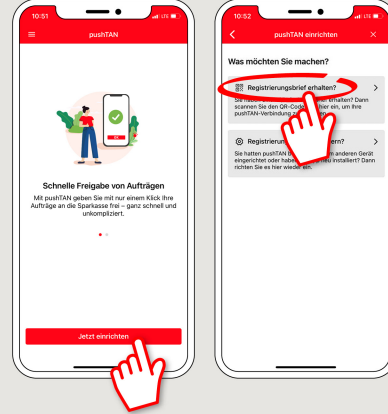 10:51
LTE
pushTAN
Schnelle Freigabe von Aufträgen
Mit pushTAN geben Sie mit nur einem Klick Ihre
Aufträge an die Sparkasse frei – ganz schnell und
unkompliziert.
Jetzt einrichten
10:52
LTE
pushTAN einrichten
Was möchten Sie machen?
Registrierungsbrief erhalten?
Sie haben erhalten? Dann
scannen Sie den QR-Code hier ein, um Ihre
pushTAN-Verbindung
Registrierung
Sie hatten pushTAN anderen Gerät
eingerichtet oder neu installiert? Dann
richten Sie es hier wieder ein.